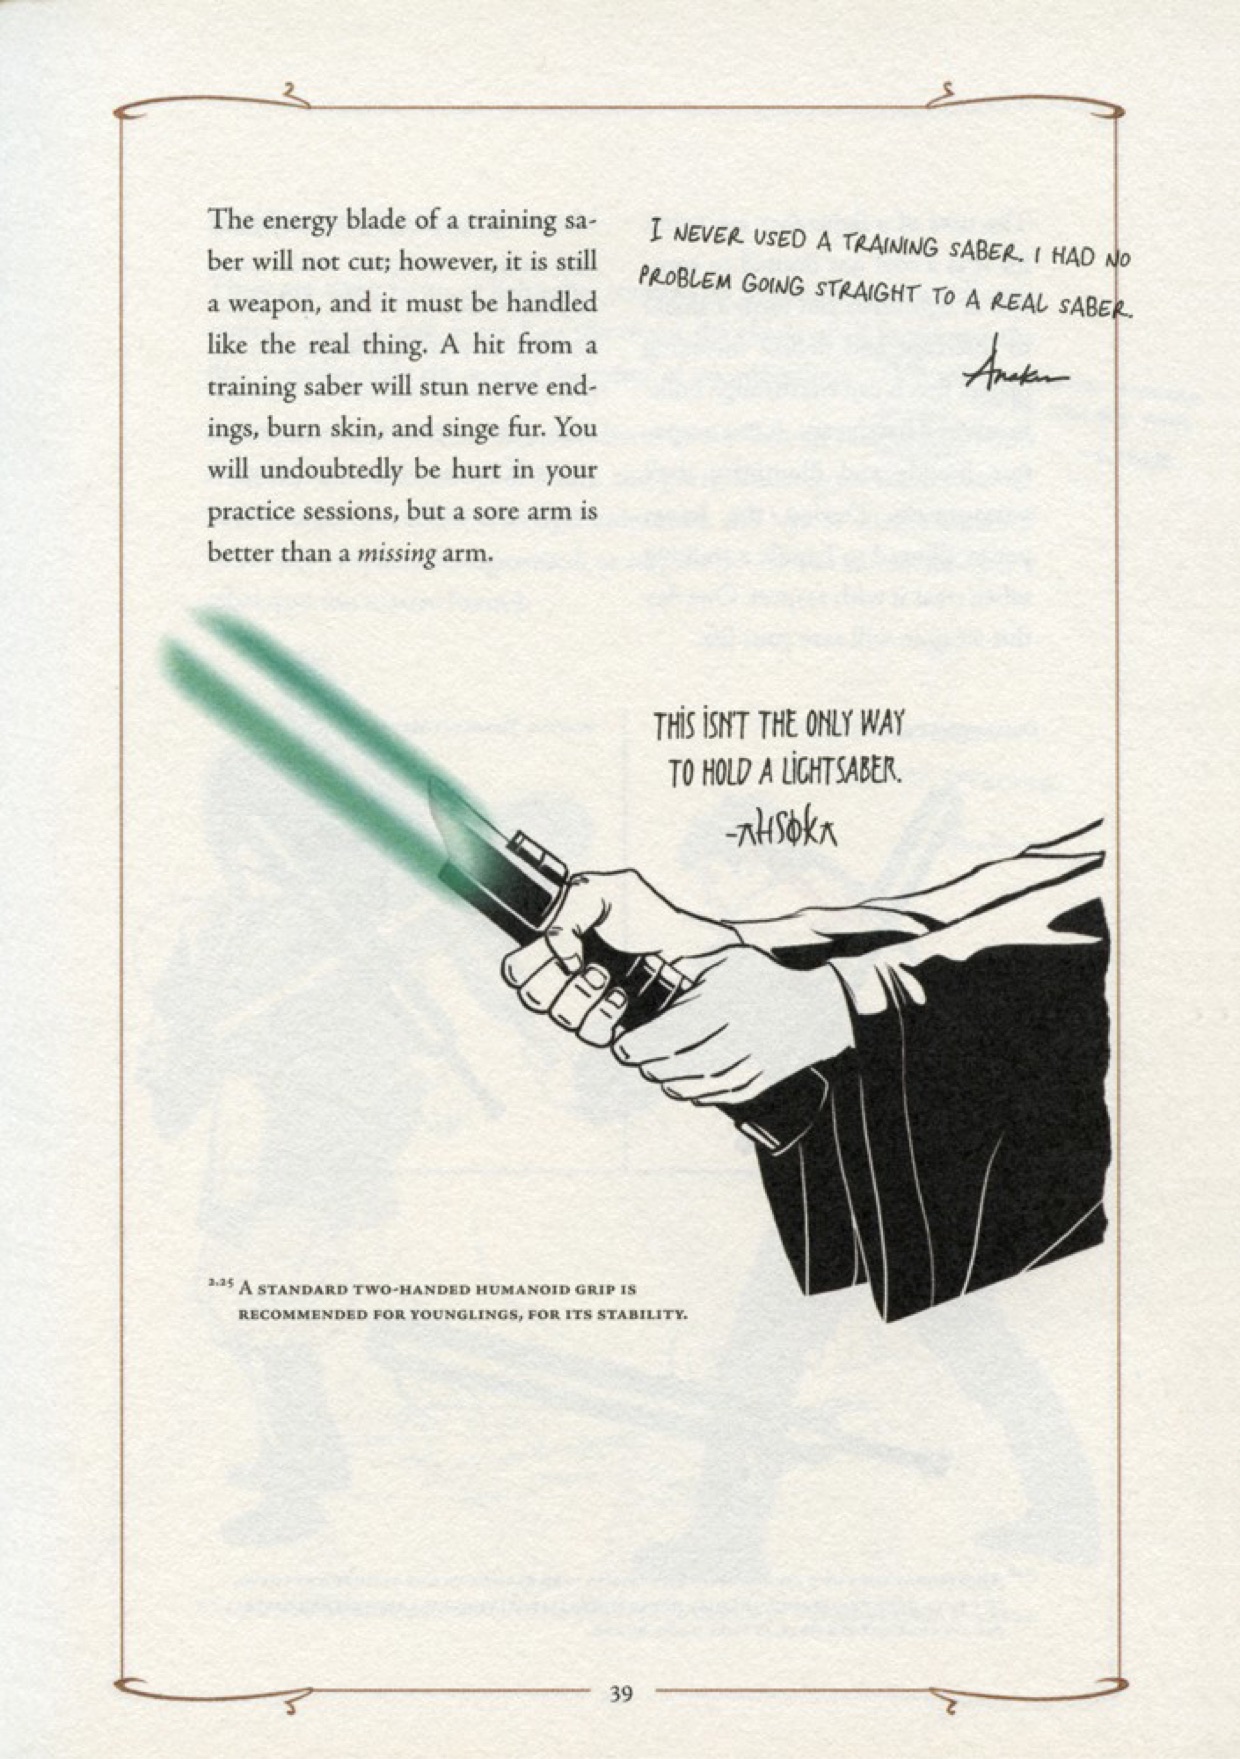 The energy blade of a training sa-
ber will not cut; however, it is still
a weapon, and it must be handled
like the real thing. A hit from a
training saber will stun nerve end-
ings, burn skin, and singe fur. You
will undoubtedly be hurt in your
practice sessions, but a sore arm is
better than a missing arm.
I NEVER USED A TRAINING SABER. I HAD NO
PROBLEM GOING STRAIGHT TO A REAL SABER.
Anakin
THIS ISN'T THE ONLY WAY
TO HOLD A LIGHTSABER.
-AHSOKA
2.25 A STANDARD TWO-HANDED HUMANOID GRIP IS
RECOMMENDED FOR YOUNGLINGS, FOR ITS STABILITY.
39